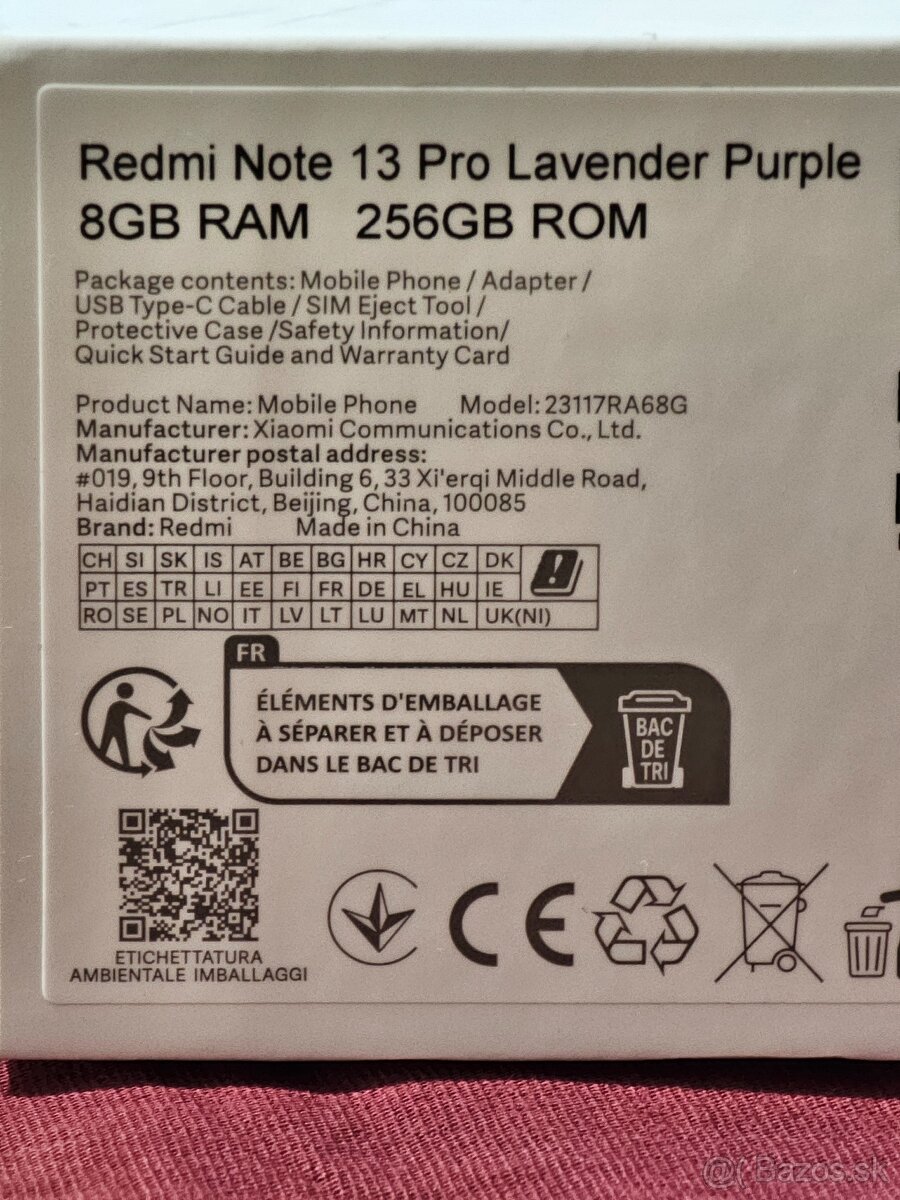 Redmi Note 13 Pro Lavender Purple
8GB RAM 256GB ROM
Package contents: Mobile Phone / Adapter /
USB Type-C Cable / SIM Eject Tool /
Protective Case /Safety Information/
Quick Start Guide and Warranty Card
Product Name: Mobile Phone Model: 23117RA68G
Manufacturer: Xiaomi Communications Co., Ltd.
Manufacturer postal address:
#019, 9th Floor, Building 6, 33 Xi'erqi Middle Road,
Haidian District, Beijing, China, 100085
Brand: Redmi Made in China
CH SI SK IS AT BE BG HR CY CZ DK
PT ES TR LI EE FI FR DE EL HU IE
RO SE PL NO IT LV LT LU MT NL UK(NI)
FR
ÉLÉMENTS D'EMBALLAGE
À SÉPARER ET À DÉPOSER
DANS LE BAC DE TRI
BAC
DE
TRI
ETICHETTATURA
AMBIENTALE IMBALLAGGI
CE
@( Bazos.sk